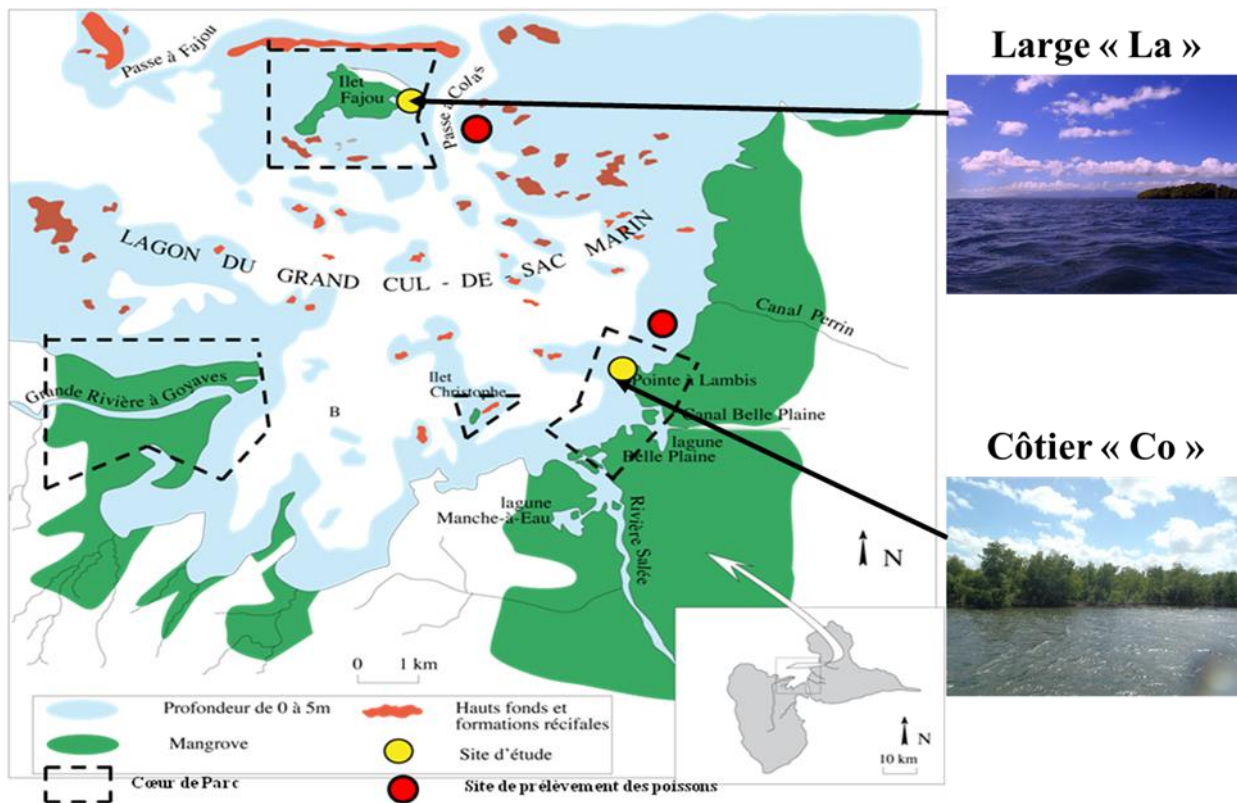 Large « La »
Passe à Fajou
Ilet
Fajou
Passe à Colas
LAGON DU GRAND CUL - DE - SAC MARIN
Canal Perrin
Pointe à Lambis
Grande Rivière à Goyaves
Ilet
Christophe
B
Canal Belle Plaine
lagune
Belle Plaine
Côtier « Co »
lagune
Manche-à-Eau
Rivière Salée
N
0 1 km
N
10 km
Profondeur de 0 à 5m
Hauts fonds et
formations récifales
Mangrove
Site d'étude
Cœur de Parc
Site de prélèvement des poissons